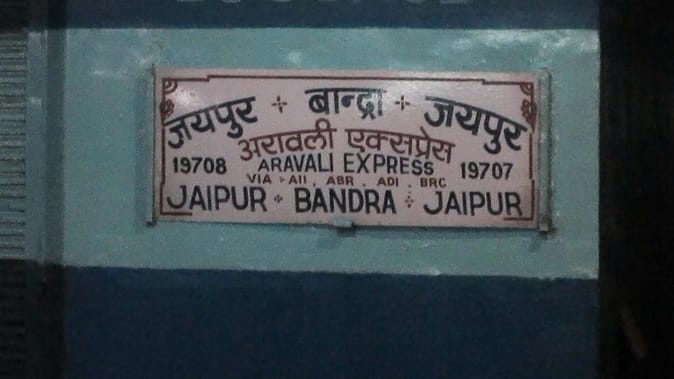 जयपुर + बान्द्रा + जयपुर
अरावली एक्सप्रेस
19708 ARAVALI EXPRESS 19707
VIA - AII . ABR . ADI . BRC
JAIPUR + BANDRA + JAIPUR